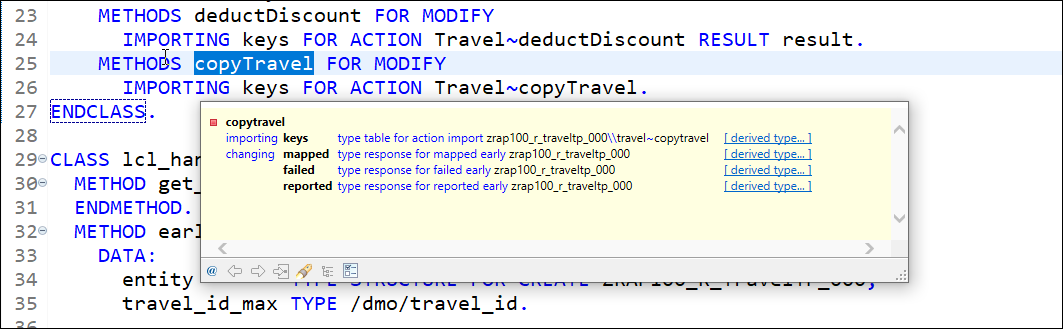 23 METHODS deductDiscount FOR MODIFY
24 IMPORTING keys FOR ACTION Travel~deductDiscount RESULT result.
25 METHODS copyTravel FOR MODIFY
26 IMPORTING keys FOR ACTION Travel~copyTravel.
27 ENDCLASS.
copytravel
importing keys type table for action import zrap100_r_traveltp_000\\travel~copytravel [ derived type... ]
changing mapped type response for mapped early zrap100_r_traveltp_000 [ derived type... ]
failed type response for failed early zrap100_r_traveltp_000 [ derived type... ]
reported type response for reported early zrap100_r_traveltp_000 [ derived type... ]
28
29 CLASS lcl_han
30 METHOD get_
31 ENDMETHOD.
32 METHOD earl
33 DATA:
34 entity
35 travel_id_max TYPE /dmo/travel_id.